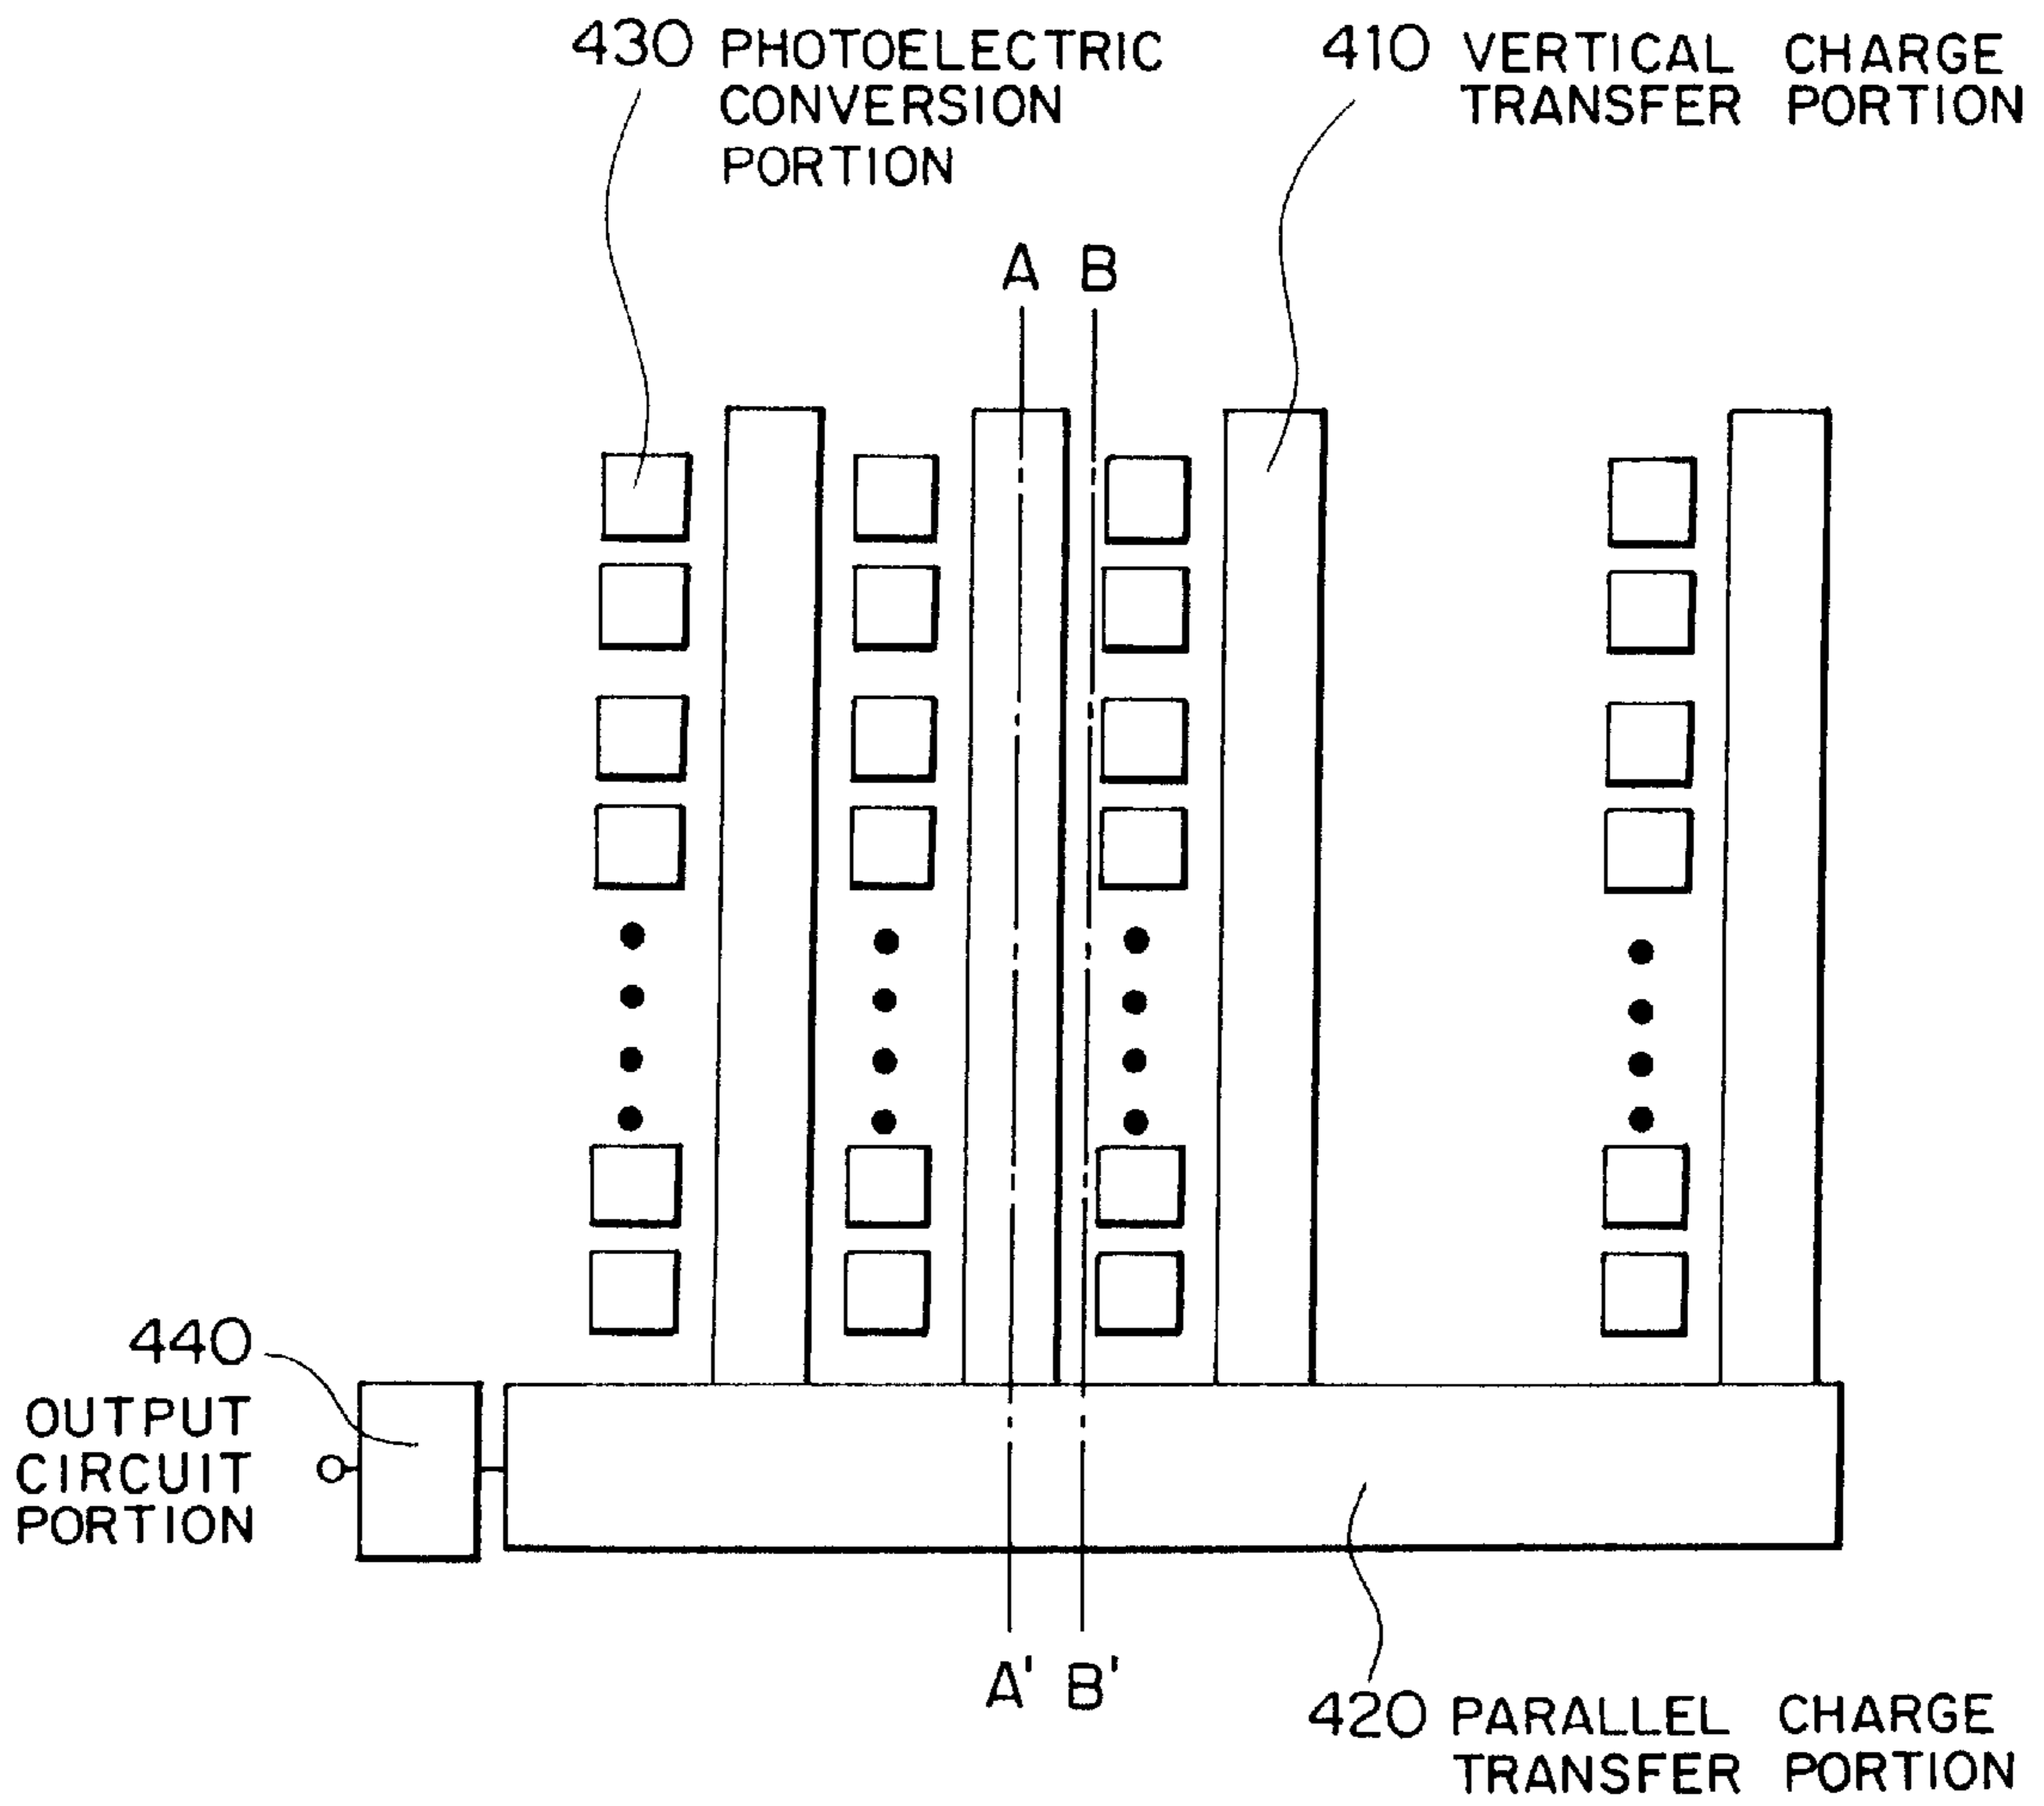 430 PHOTOELECTRIC
CONVERSION
PORTION
410 VERTICAL CHARGE
TRANSFER PORTION
A B
440
OUTPUT
CIRCUIT
PORTION
A' B'
420 PARALLEL CHARGE
TRANSFER PORTION